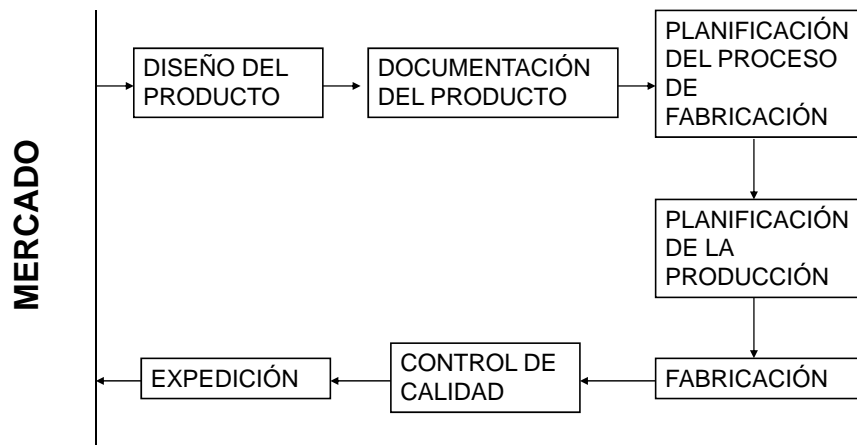 MERCADO
DISEÑO DEL
PRODUCTO
DOCUMENTACIÓN
DEL PRODUCTO
PLANIFICACIÓN
DEL PROCESO
DE
FABRICACIÓN
PLANIFICACIÓN
DE LA
PRODUCCIÓN
FABRICACIÓN
CONTROL DE
CALIDAD
EXPEDICIÓN